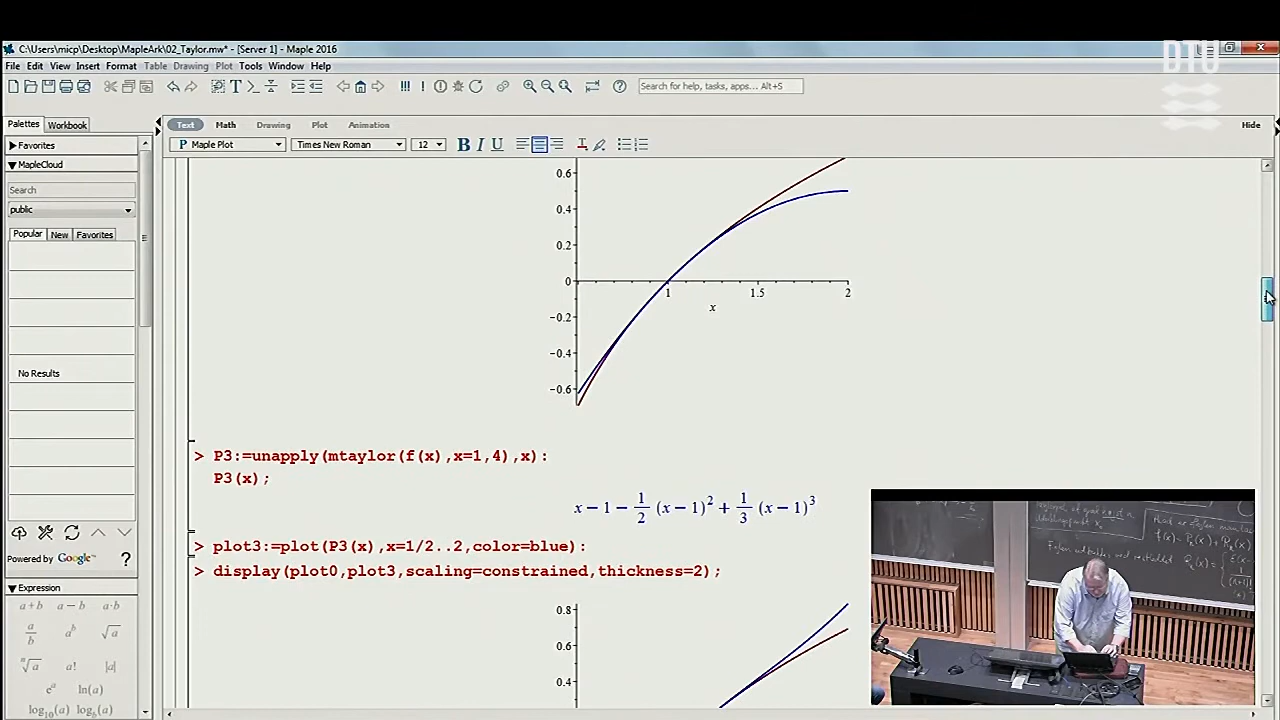 C:\Users\micp\Desktop\MapleArk\02_Taylor.mw* - [Server 1] - Maple 2016
DTU
File Edit View Insert Format Table Drawing Plot Tools Window Help
Search for help, tasks, apps... Alt+S
Palettes Workbook
Text Math Drawing Plot Animation
Hide
P Maple Plot Times New Roman 12 B I U
Favorites
MapleCloud
Search
public
Popular New Favorites
No Results
Powered by Google™ ?
Expression
a+b a−b a·b
a/b a^b √a
ⁿ√a a! |a|
e^a ln(a)
log₁₀(a) log_b(a)
0.6
0.4
0.2
0
1 1.5 2
x
−0.2
−0.4
−0.6
> P3:=unapply(mtaylor(f(x),x=1,4),x):
P3(x);
x−1−1/2 (x−1)²+1/3 (x−1)³
> plot3:=plot(P3(x),x=1/2..2,color=blue):
> display(plot0,plot3,scaling=constrained,thickness=2);
0.8
0.6
0.4